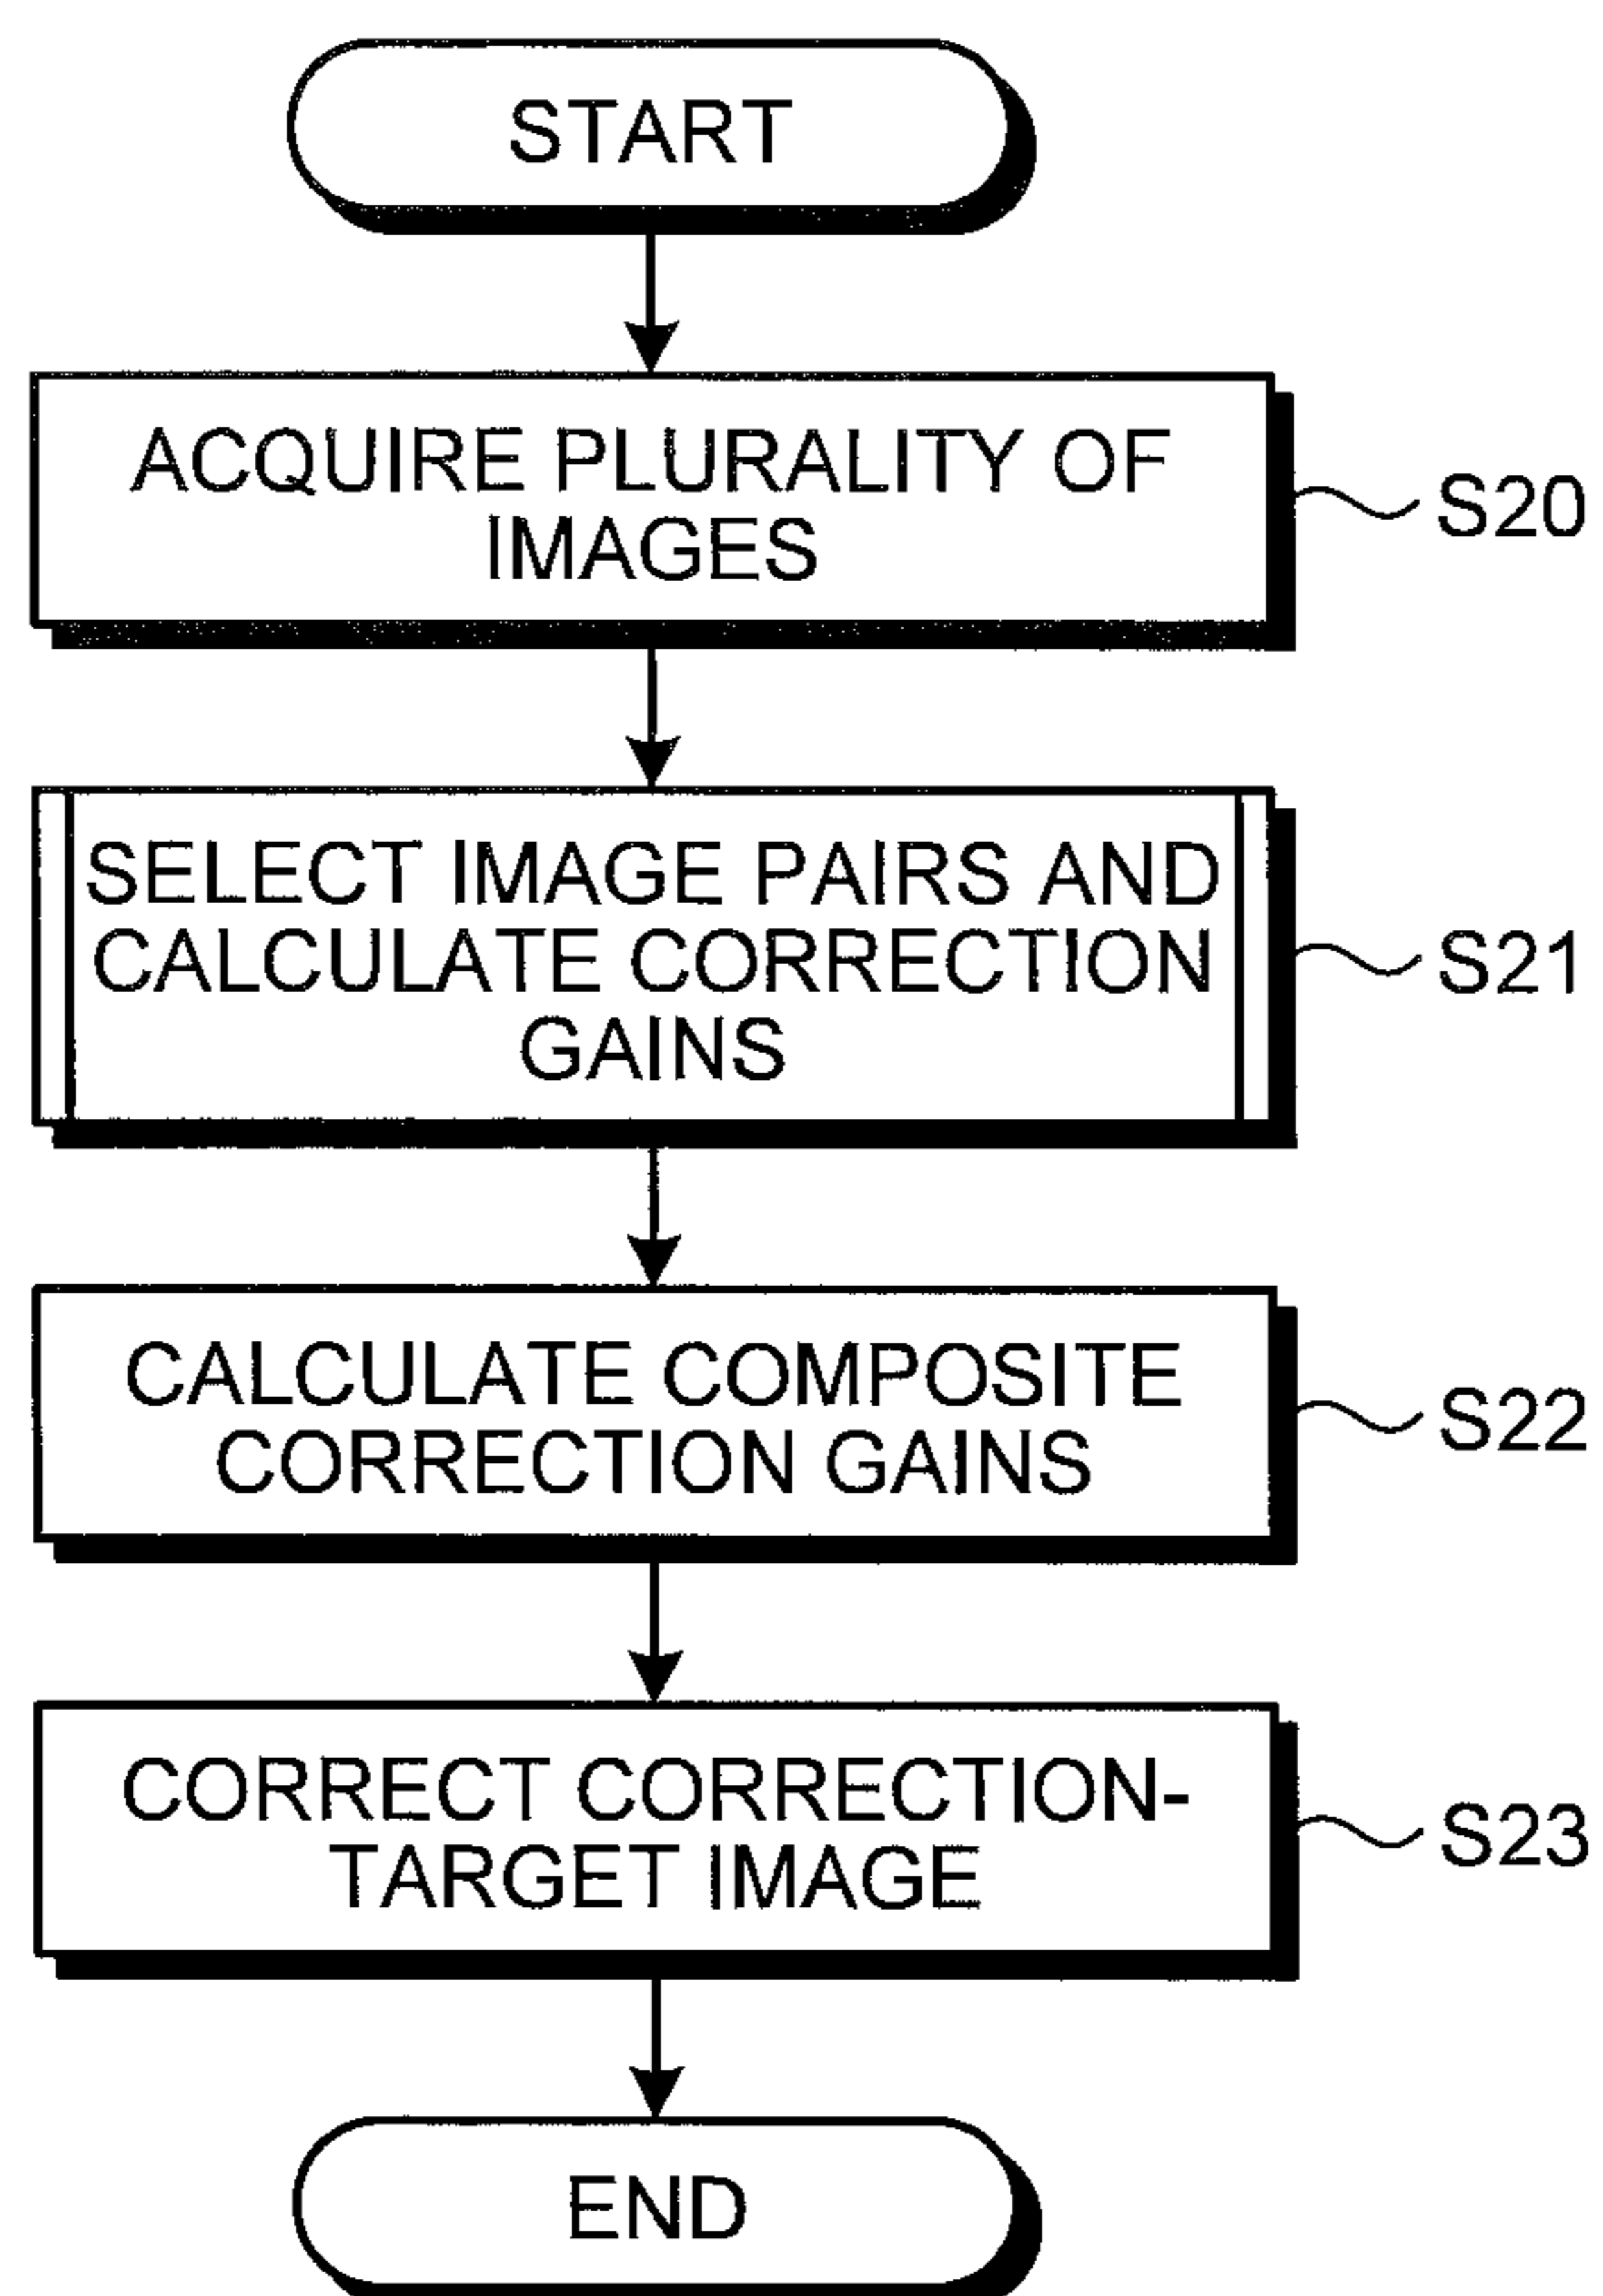 START
ACQUIRE PLURALITY OF
IMAGES
S20
SELECT IMAGE PAIRS AND
CALCULATE CORRECTION
GAINS
S21
CALCULATE COMPOSITE
CORRECTION GAINS
S22
CORRECT CORRECTION-
TARGET IMAGE
S23
END